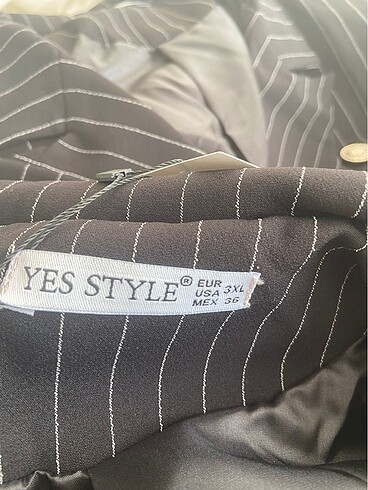 YES STYLE®
EUR
USA 3XL
MEX 36